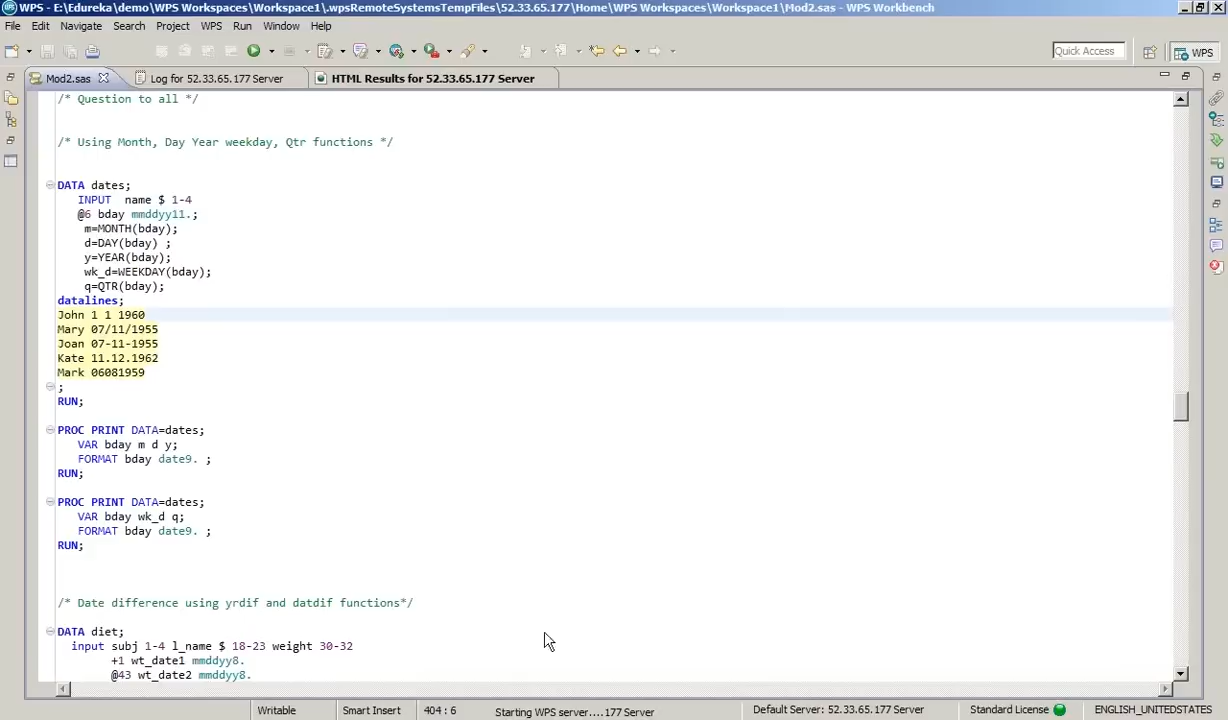 WPS - E:\Edureka\demo\WPS Workspaces\Workspace1\.wpsRemoteSystemsTempFiles\52.33.65.177\Home\WPS Workspaces\Workspace1\Mod2.sas - WPS Workbench
File Edit Navigate Search Project WPS Run Window Help
Quick Access WPS
Mod2.sas Log for 52.33.65.177 Server HTML Results for 52.33.65.177 Server
/* Question to all */
/* Using Month, Day Year weekday, Qtr functions */
DATA dates;
INPUT name $ 1-4
@6 bday mmddyy11.;
m=MONTH(bday);
d=DAY(bday) ;
y=YEAR(bday);
wk_d=WEEKDAY(bday);
q=QTR(bday);
datalines;
John 1 1 1960
Mary 07/11/1955
Joan 07-11-1955
Kate 11.12.1962
Mark 06081959
;
RUN;
PROC PRINT DATA=dates;
VAR bday m d y;
FORMAT bday date9. ;
RUN;
PROC PRINT DATA=dates;
VAR bday wk_d q;
FORMAT bday date9. ;
RUN;
/* Date difference using yrdif and datdif functions*/
DATA diet;
input subj 1-4 l_name $ 18-23 weight 30-32
+1 wt_date1 mmddyy8.
@43 wt_date2 mmddyy8.
Writable Smart Insert 404 : 6 Starting WPS server....177 Server Default Server: 52.33.65.177 Server Standard License ENGLISH_UNITEDSTATES